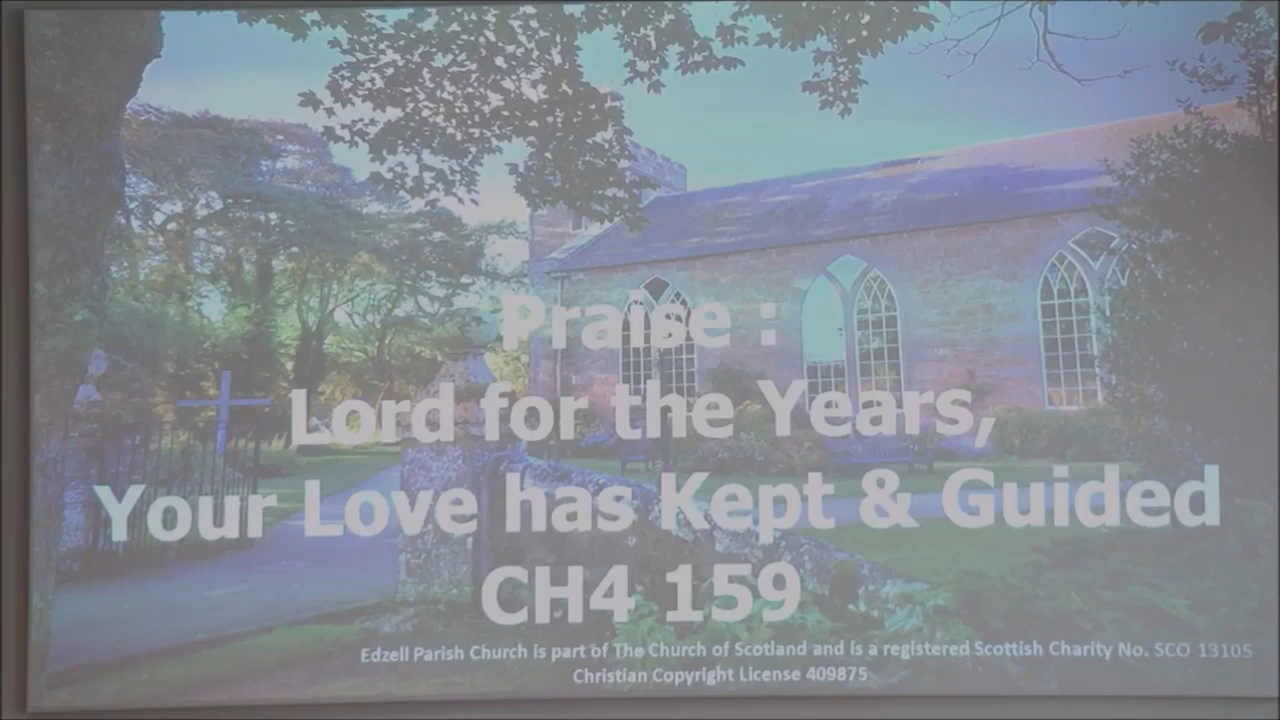 Praise :
Lord for the Years,
Your Love has Kept & Guided
CH4 159
Edzell Parish Church is part of The Church of Scotland and is a registered Scottish Charity No. SCO 13105
Christian Copyright License 409875